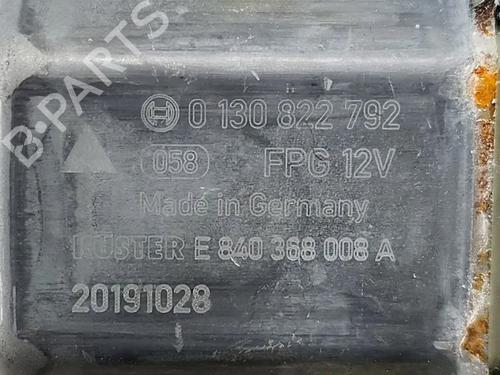 B-PARTS
0 130 822 792
058 FPG 12V
Made in Germany
KÜSTER E 840 368 008 A
20191028